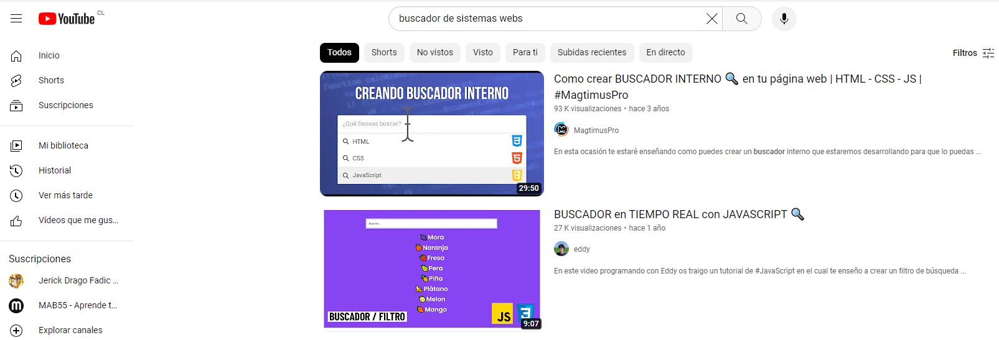 YouTube CL
buscador de sistemas webs
Inicio
Shorts
Suscripciones
Mi biblioteca
Historial
Ver más tarde
Vídeos que me gus...
Suscripciones
Jerick Drago Fadic ...
MAB55 - Aprende t...
Explorar canales
Todos
Shorts
No vistos
Visto
Para ti
Subidas recientes
En directo
Filtros
CREANDO BUSCADOR INTERNO
¿Qué Deseas buscar?
HTML
CSS
JavaScript
29:50
Como crear BUSCADOR INTERNO 🔍 en tu página web | HTML - CSS - JS |
#MagtimusPro
93 K visualizaciones • hace 3 años
MagtimusPro
En esta ocasión te estaré enseñando como puedes crear un buscador interno que estaremos desarrollando para que lo puedas ...
Buscar...
Mora
Naranja
Fresa
Pera
Piña
Plátano
Melon
Mango
BUSCADOR / FILTRO
JS
9:07
BUSCADOR en TIEMPO REAL con JAVASCRIPT 🔍
27 K visualizaciones • hace 1 año
eddy
En este video programando con Eddy os traigo un tutorial de #JavaScript en el cual te enseño a crear un filtro de búsqueda ...